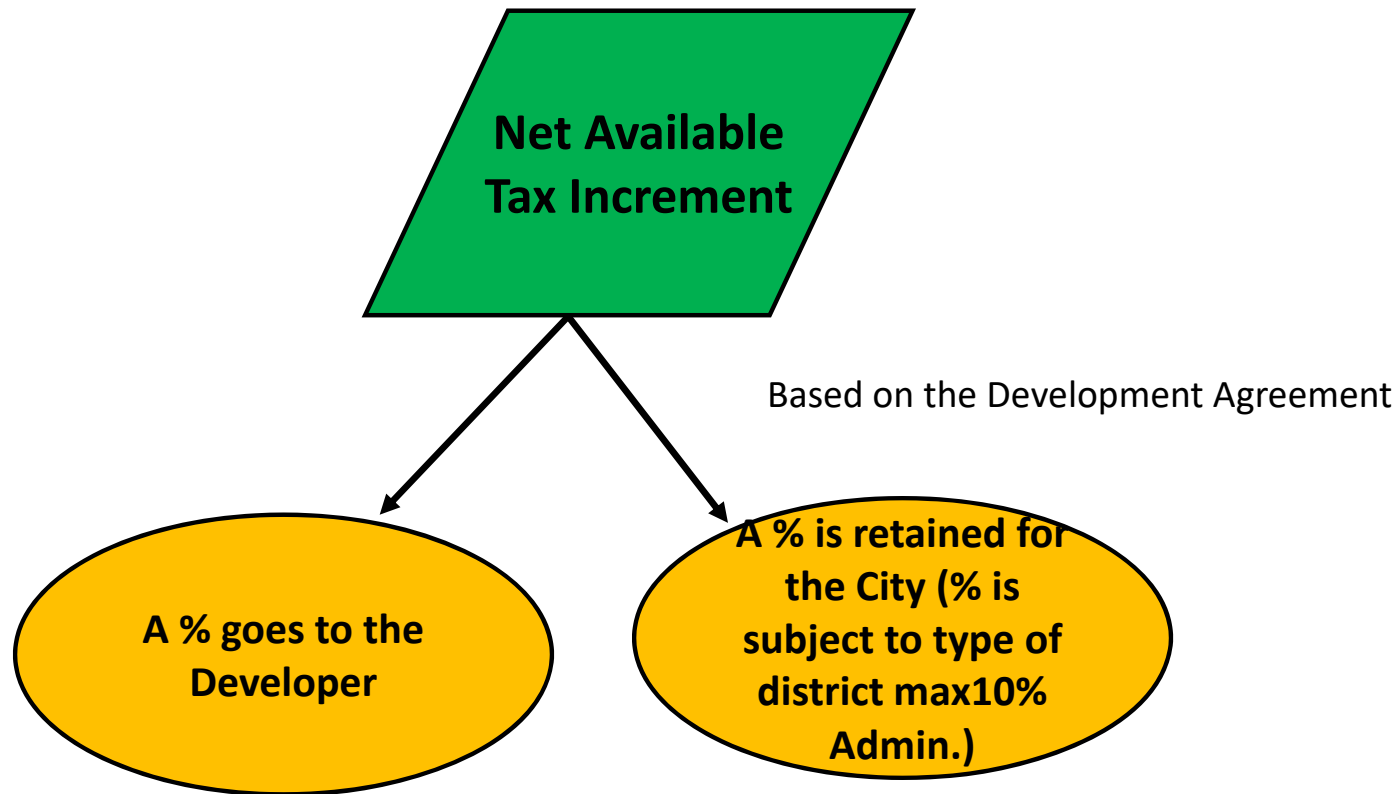 Net Available
Tax Increment
Based on the Development Agreement
A % goes to the
Developer
A % is retained for
the City (% is
subject to type of
district max10%
Admin.)